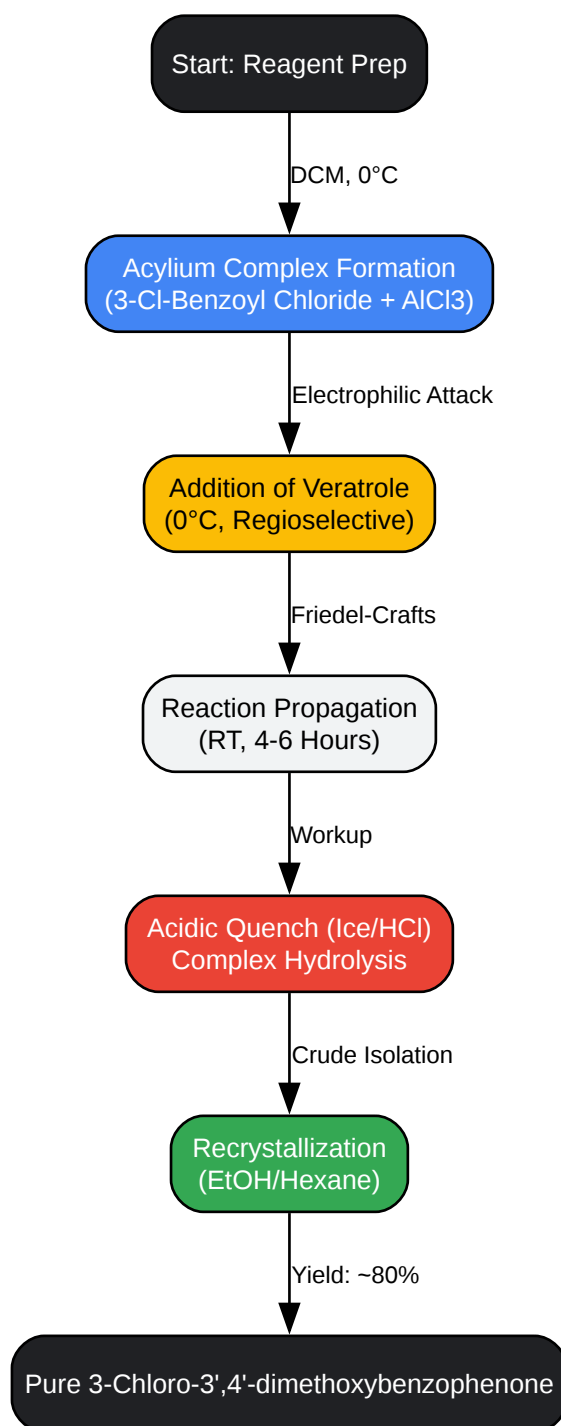 Start: Reagent Prep
DCM, 0°C
Acylium Complex Formation
(3-Cl-Benzoyl Chloride + AlCl3)
Electrophilic Attack
Addition of Veratrole
(0°C, Regioselective)
Friedel-Crafts
Reaction Propagation
(RT, 4-6 Hours)
Workup
Acidic Quench (Ice/HCl)
Complex Hydrolysis
Crude Isolation
Recrystallization
(EtOH/Hexane)
Yield: ~80%
Pure 3-Chloro-3',4'-dimethoxybenzophenone